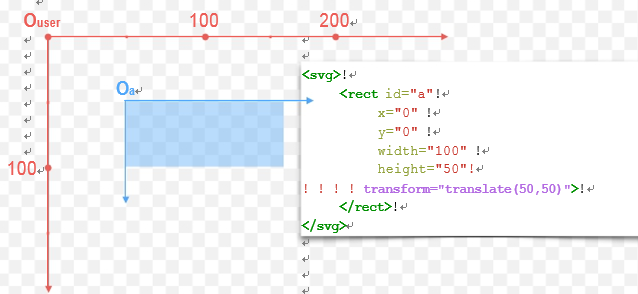 Ouser 100 200
Oa
100
<svg>!
<rect id="a"!
x="0" !
y="0" !
width="100" !
height="50"!
! ! ! ! transform="translate(50,50)">!
</rect>!
</svg>